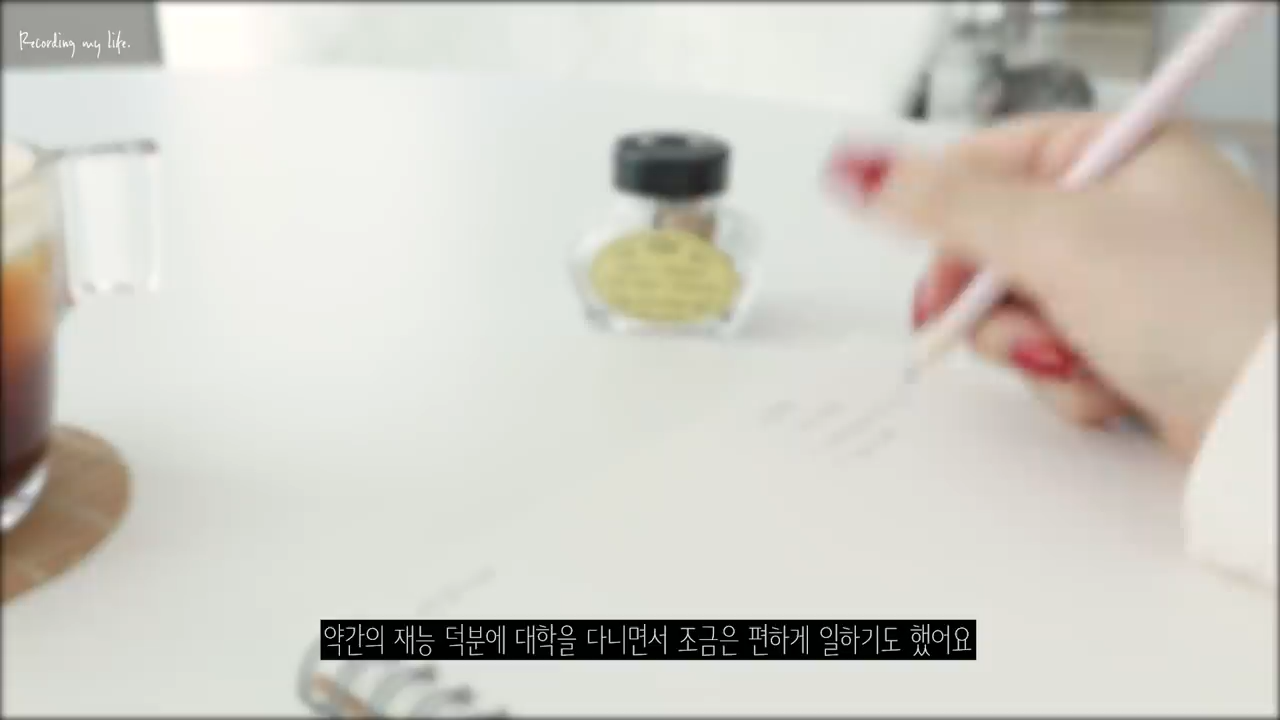 Recording my life.
약간의 재능 덕분에 대학을 다니면서 조금은 편하게 일하기도 했어요